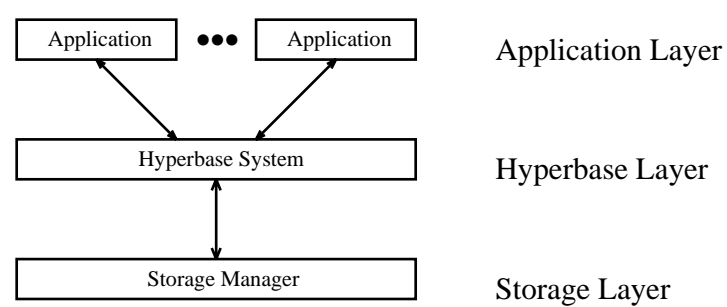 Application Application Application Layer
Hyperbase System Hyperbase Layer
Storage Manager Storage Layer